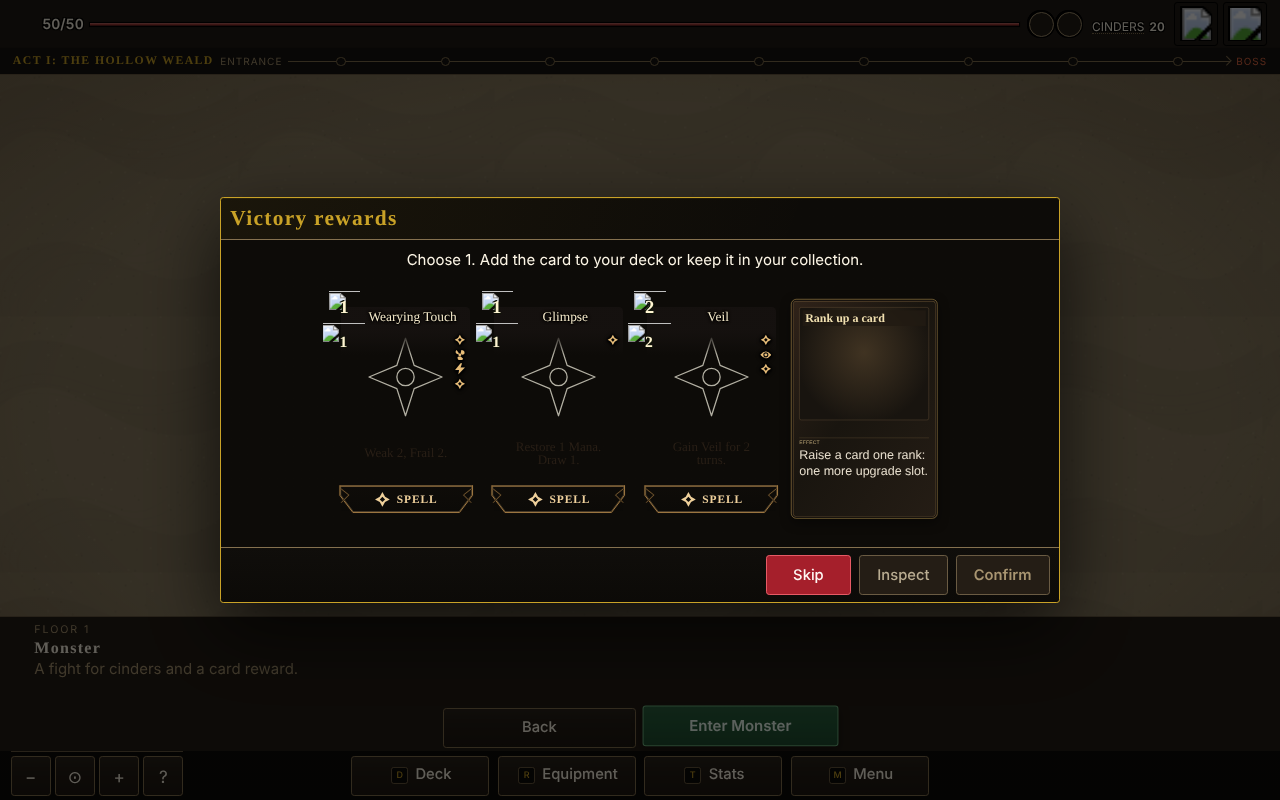 50/50
CINDERS 20
ACT I: THE HOLLOW WEALD ENTRANCE
BOSS
Victory rewards
Choose 1. Add the card to your deck or keep it in your collection.
1
Wearying Touch
1
Weak 2, Frail 2.
SPELL
1
Glimpse
1
Restore 1 Mana.
Draw 1.
SPELL
2
Veil
2
Gain Veil for 2
turns.
SPELL
Rank up a card
EFFECT
Raise a card one rank:
one more upgrade slot.
Skip
Inspect
Confirm
FLOOR 1
Monster
A fight for cinders and a card reward.
Back
Enter Monster
−
+
?
D Deck
R Equipment
T Stats
M Menu